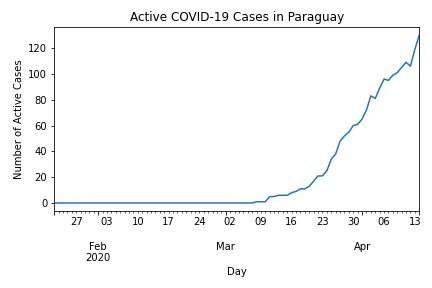 Active COVID-19 Cases in Paraguay
Number of Active Cases
120
100
80
60
40
20
0
27 03 10 17 24 02 09 16 23 30 06 13
Feb Mar Apr
2020
Day